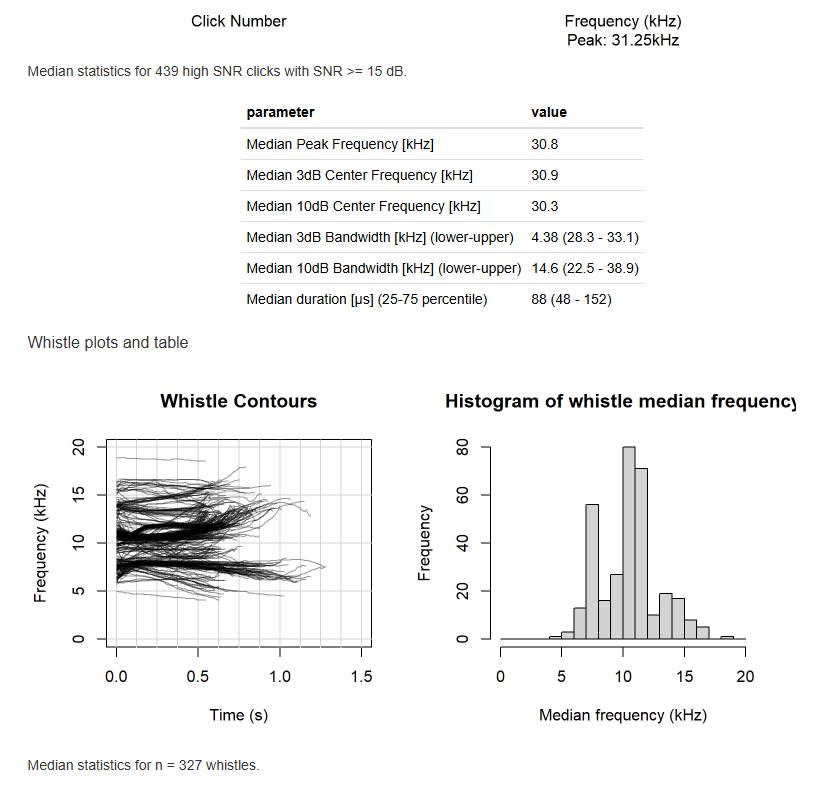 Click Number
Frequency (kHz)
Peak: 31.25kHz
Median statistics for 439 high SNR clicks with SNR >= 15 dB.
parameter value
Median Peak Frequency [kHz] 30.8
Median 3dB Center Frequency [kHz] 30.9
Median 10dB Center Frequency [kHz] 30.3
Median 3dB Bandwidth [kHz] (lower-upper) 4.38 (28.3 - 33.1)
Median 10dB Bandwidth [kHz] (lower-upper) 14.6 (22.5 - 38.9)
Median duration [µs] (25-75 percentile) 88 (48 - 152)
Whistle plots and table
Whistle Contours
Frequency (kHz)
20
15
10
5
0
0.0 0.5 1.0 1.5
Time (s)
Histogram of whistle median frequency
Frequency
80
60
40
20
0
0 5 10 15 20
Median frequency (kHz)
Median statistics for n = 327 whistles.